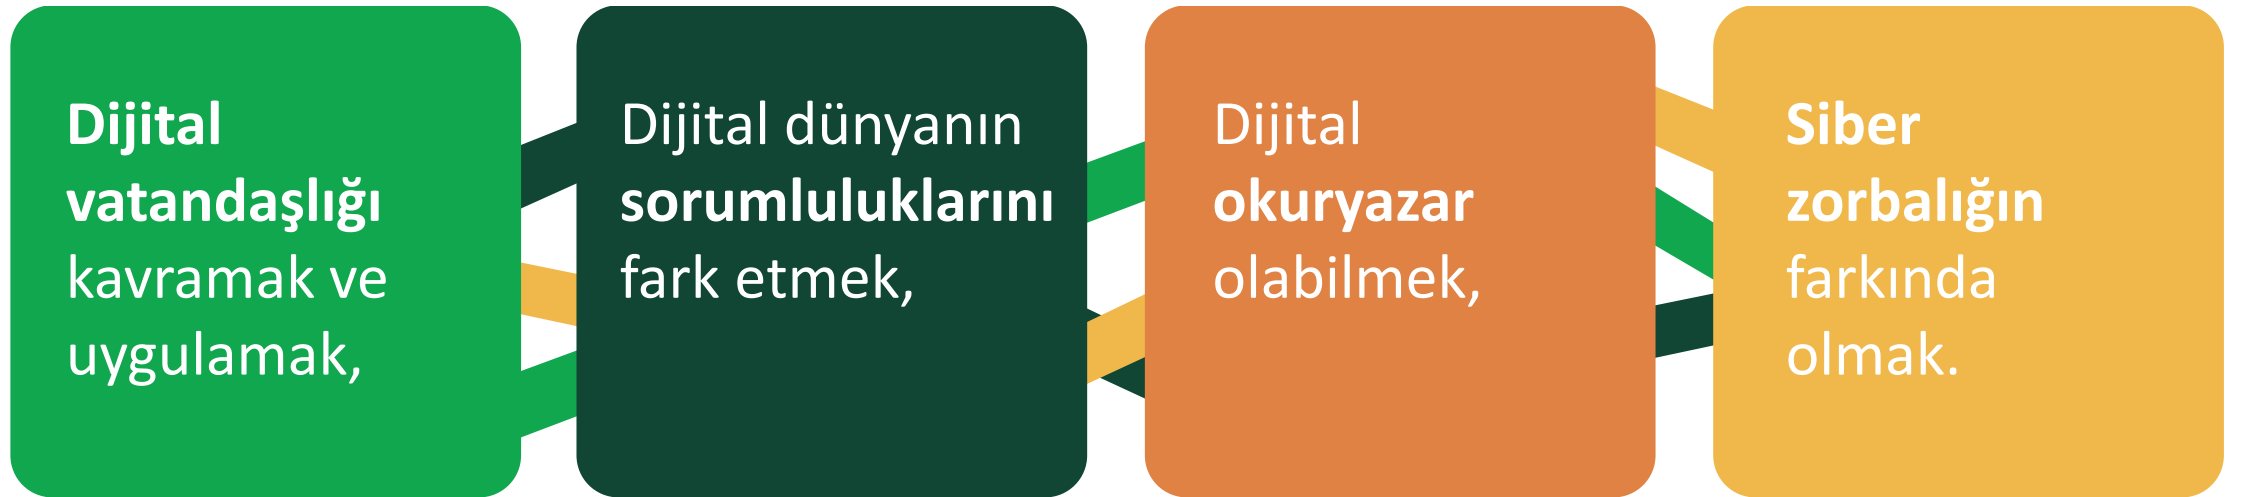 Dijital
vatandaşlığı
kavramak ve
uygulamak,
Dijital dünyanın
sorumluluklarını
fark etmek,
Dijital
okuryazar
olabilmek,
Siber
zorbalığın
farkında
olmak.